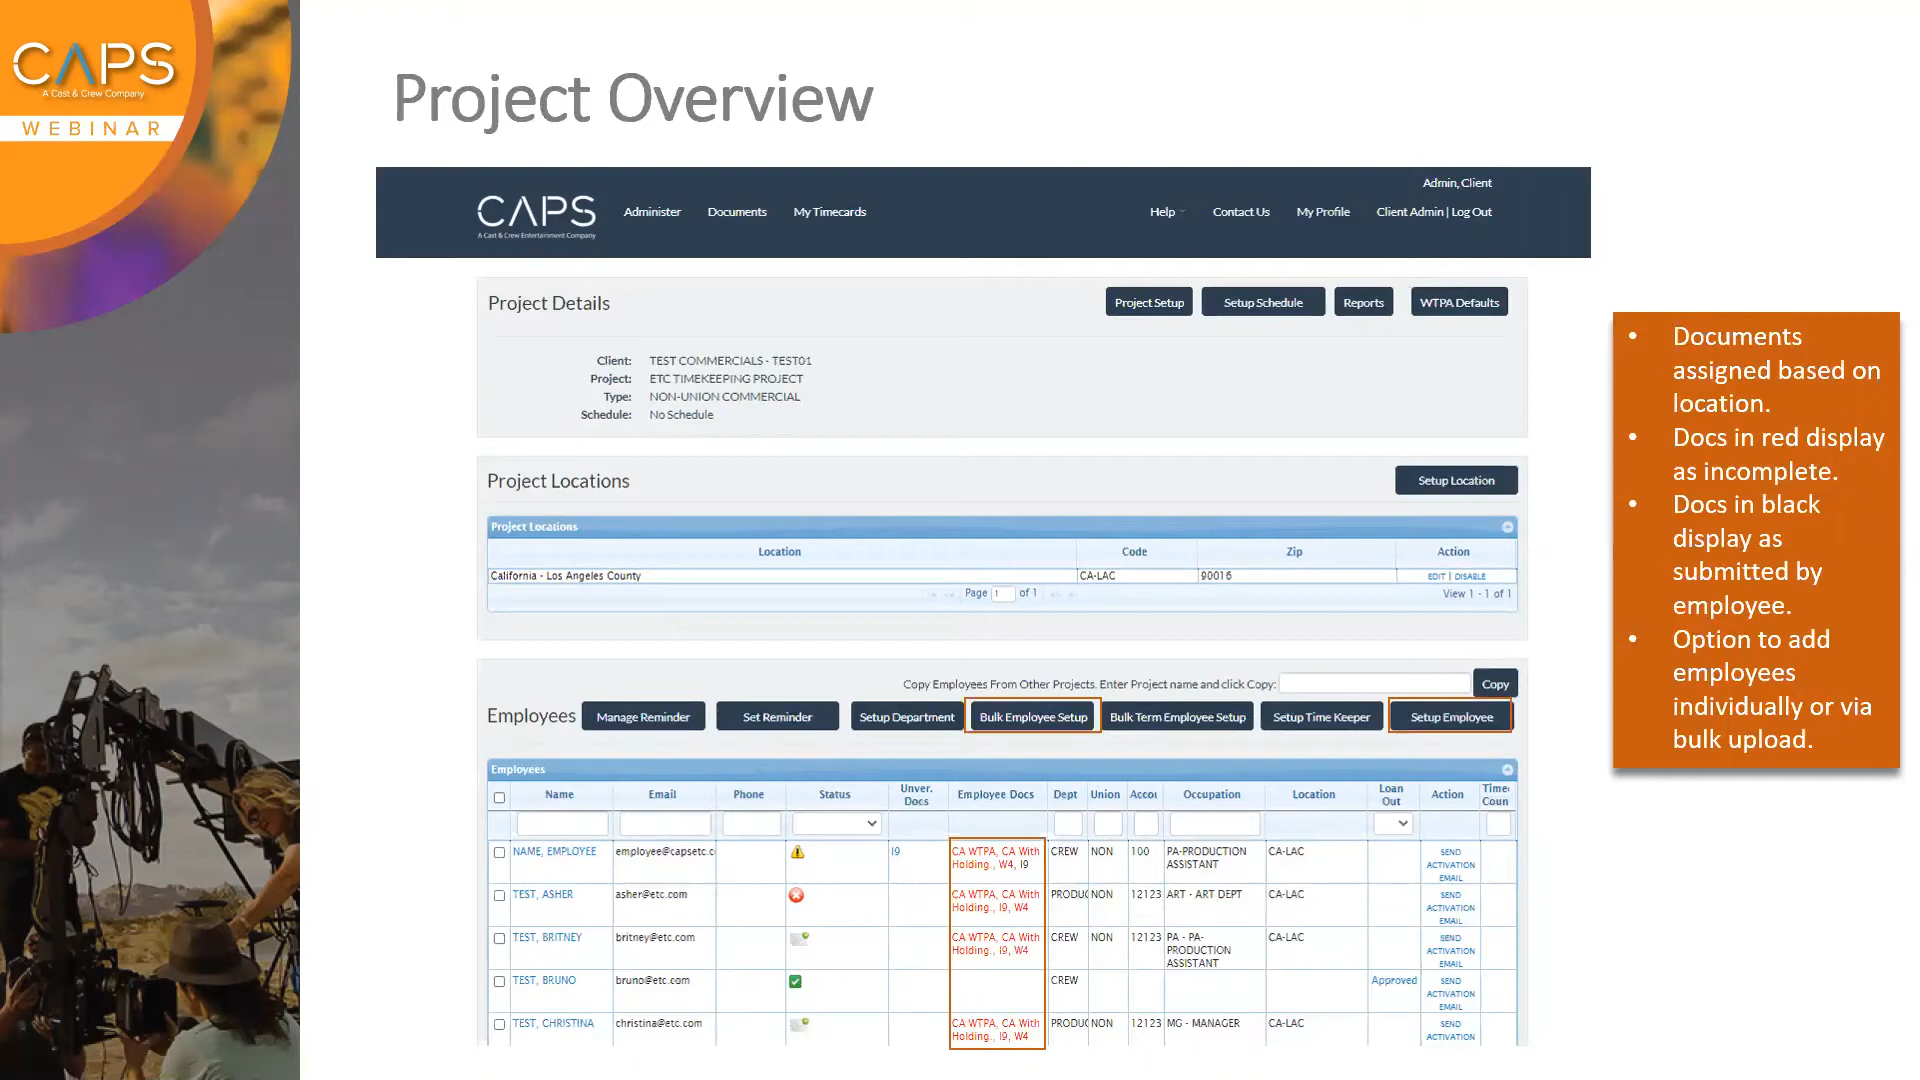 CAPS
A Cast & Crew Company
WEBINAR
Project Overview
Admin, Client
CAPS
A Cast & Crew Entertainment Company
Administer Documents My Timecards Help Contact Us My Profile Client Admin | Log Out
Project Details Project Setup Setup Schedule Reports WTPA Defaults
Client: TEST COMMERCIALS - TEST01
Project: ETC TIMEKEEPING PROJECT
Type: NON-UNION COMMERCIAL
Schedule: No Schedule
Project Locations Setup Location
Project Locations
Location Code Zip Action
California - Los Angeles County CA-LAC 90016 EDIT | DISABLE
Page 1 of 1 View 1 - 1 of 1
Copy Employees From Other Projects. Enter Project name and click Copy: Copy
Employees Manage Reminder Set Reminder Setup Department Bulk Employee Setup Bulk Term Employee Setup Setup Time Keeper Setup Employee
Employees
Name Email Phone Status Unver. Docs Employee Docs Dept Union Accou Occupation Location Loan Out Action Time Coun
NAME, EMPLOYEE employee@capsetc.c I9 CA WTPA, CA With CREW NON 100 PA-PRODUCTION CA-LAC SEND
Holding., W4, I9 ASSISTANT ACTIVATION
EMAIL
TEST, ASHER asher@etc.com CA WTPA, CA With PRODUC NON 12123 ART - ART DEPT CA-LAC SEND
Holding., I9, W4 ACTIVATION
EMAIL
TEST, BRITNEY britney@etc.com CA WTPA, CA With CREW NON 12123 PA - PA- CA-LAC SEND
Holding., I9, W4 PRODUCTION ACTIVATION
ASSISTANT EMAIL
TEST, BRUNO bruno@etc.com CREW Approved SEND
ACTIVATION
EMAIL
TEST, CHRISTINA christina@etc.com CA WTPA, CA With PRODUC NON 12123 MG - MANAGER CA-LAC SEND
Holding., I9, W4 ACTIVATION
• Documents
assigned based on
location.
• Docs in red display
as incomplete.
• Docs in black
display as
submitted by
employee.
• Option to add
employees
individually or via
bulk upload.